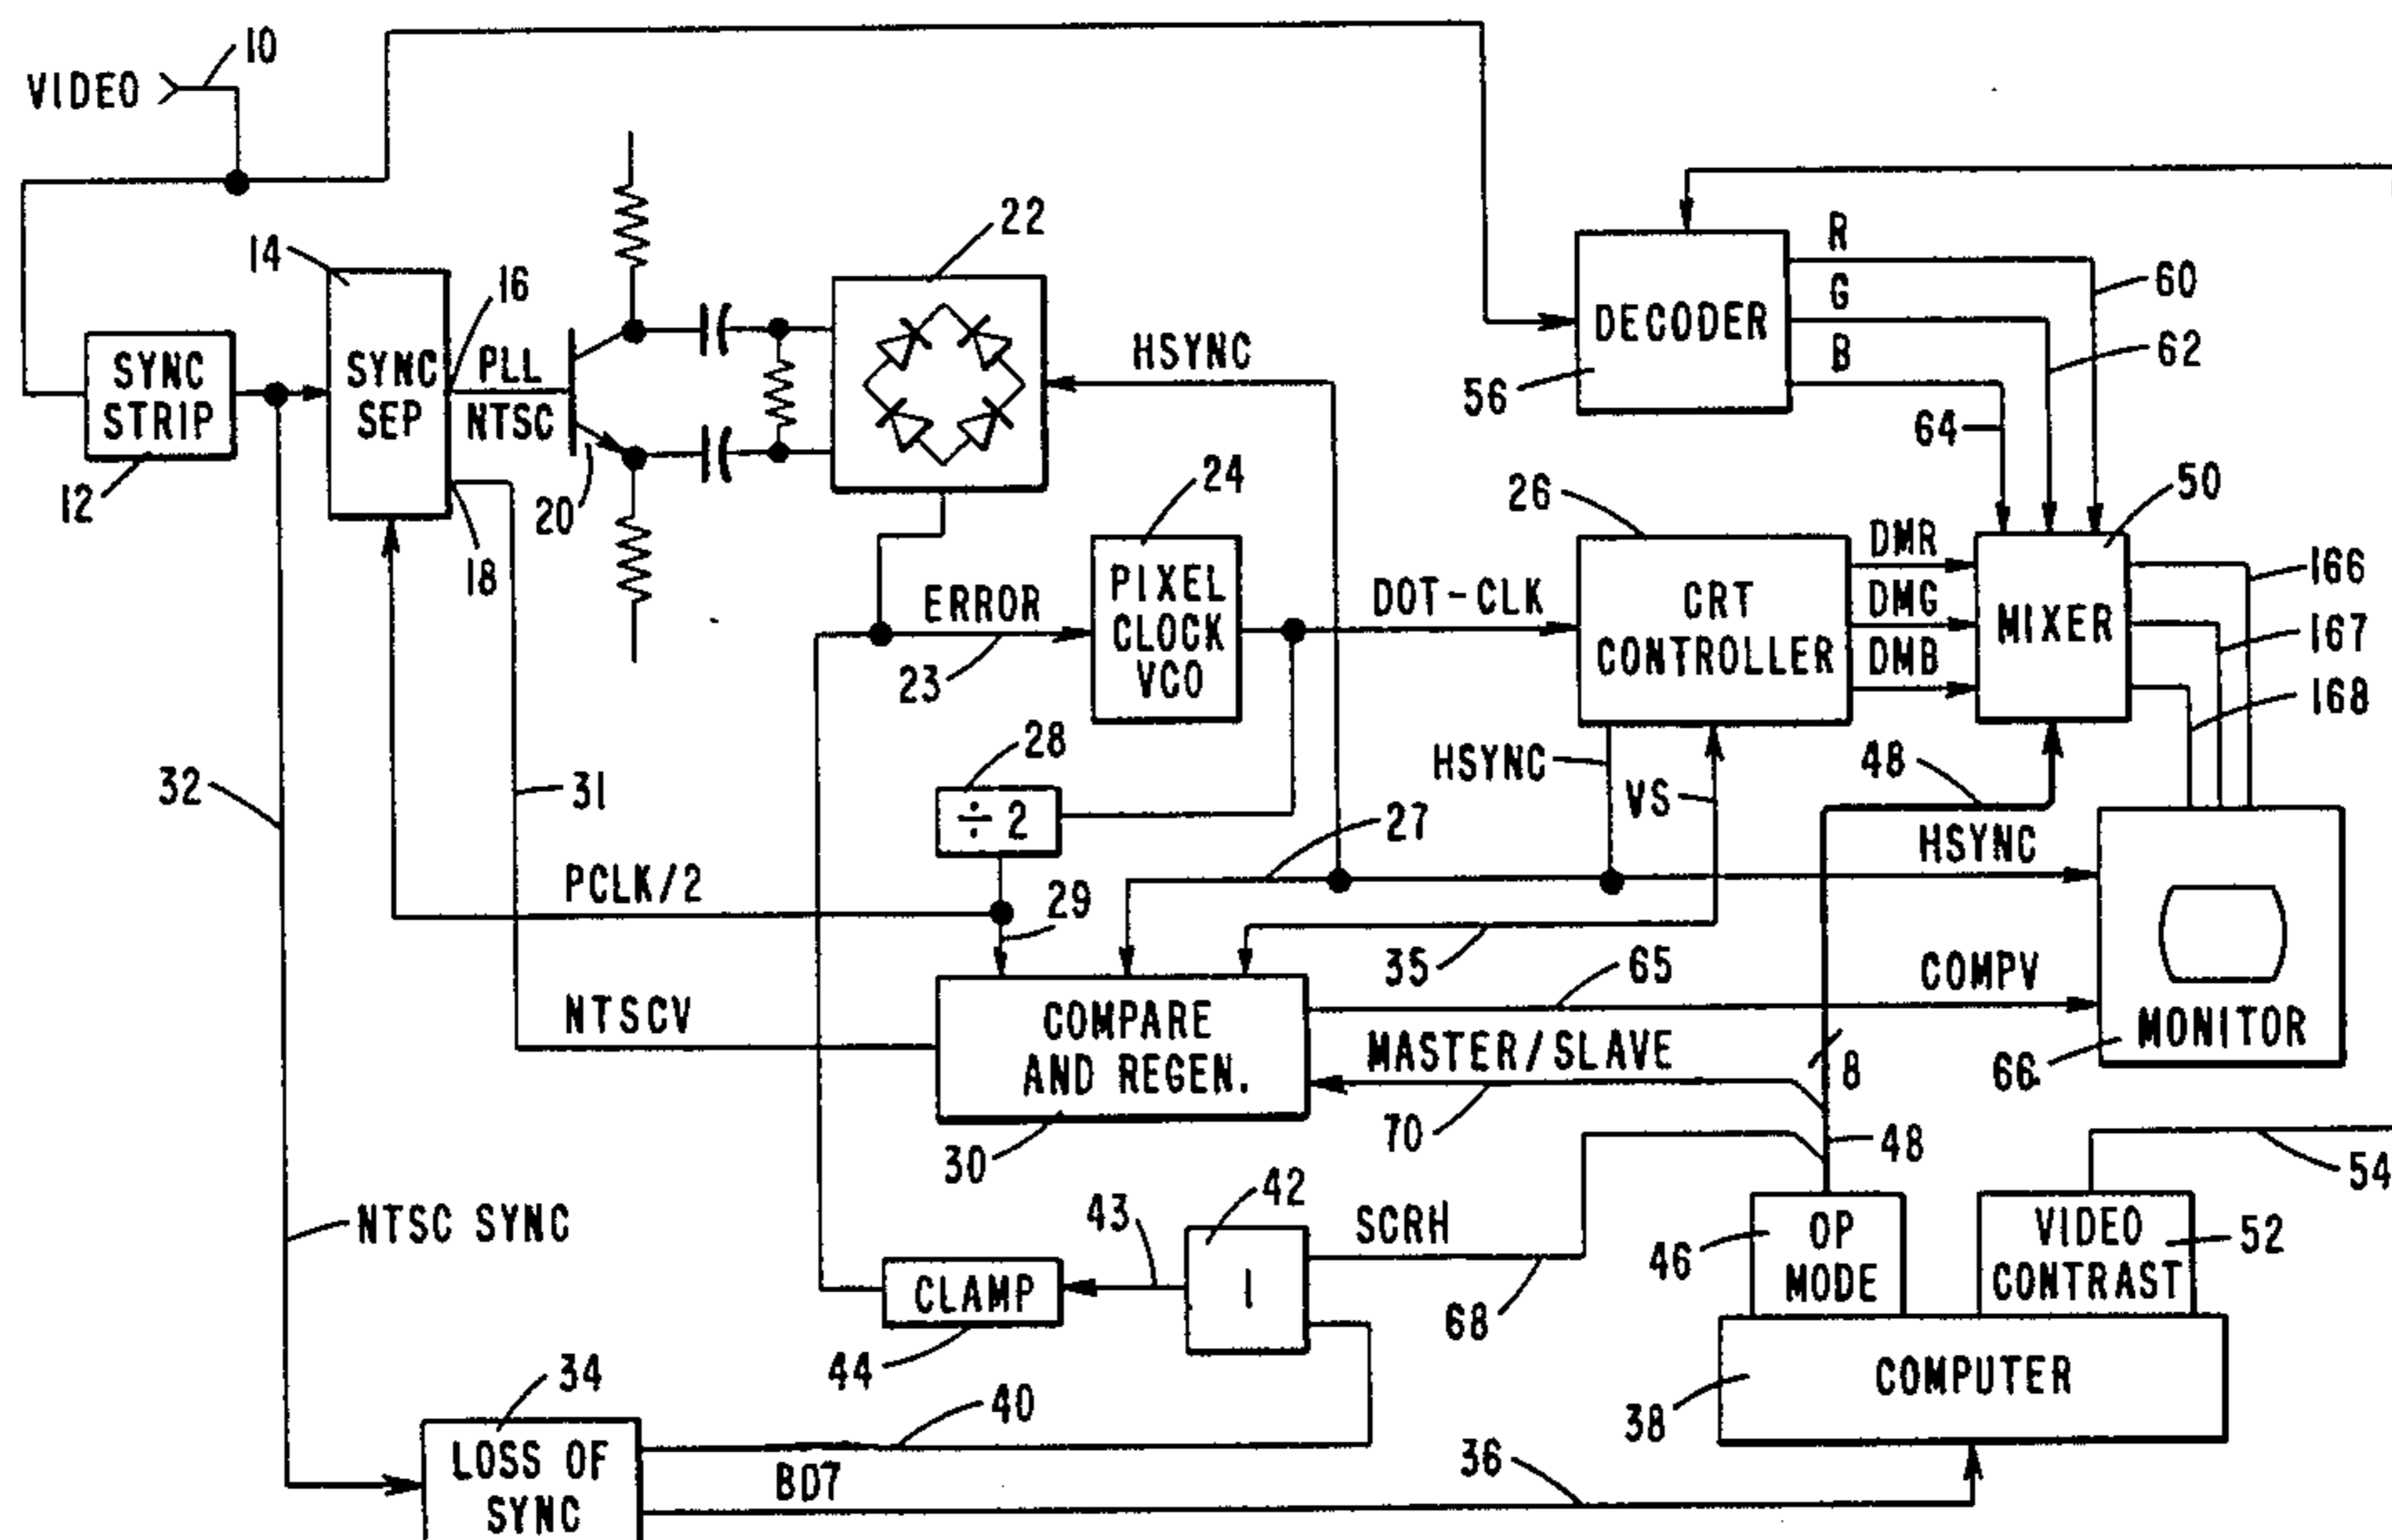 VIDEO
10
R
G
B
60
62
64
DECODER
56
22
HSYNC
14
16
SYNC
STRIP
12
SYNC
SEP
PLL
NTSC
18
20
24
PIXEL
CLOCK
VCO
ERROR
23
DOT-CLK
26
CRT
CONTROLLER
DMR
DMG
DMB
50
MIXER
166
167
168
28
÷ 2
HSYNC
VS
48
32
31
PCLK/2
29
27
HSYNC
35
65
COMPV
MONITOR
66
NTSCV
COMPARE
AND REGEN.
30
MASTER/SLAVE
70
8
48
54
NTSC SYNC
43
42
I
SCRH
68
CLAMP
44
46
OP
MODE
VIDEO
CONTRAST
52
COMPUTER
38
34
LOSS OF
SYNC
40
BD7
36